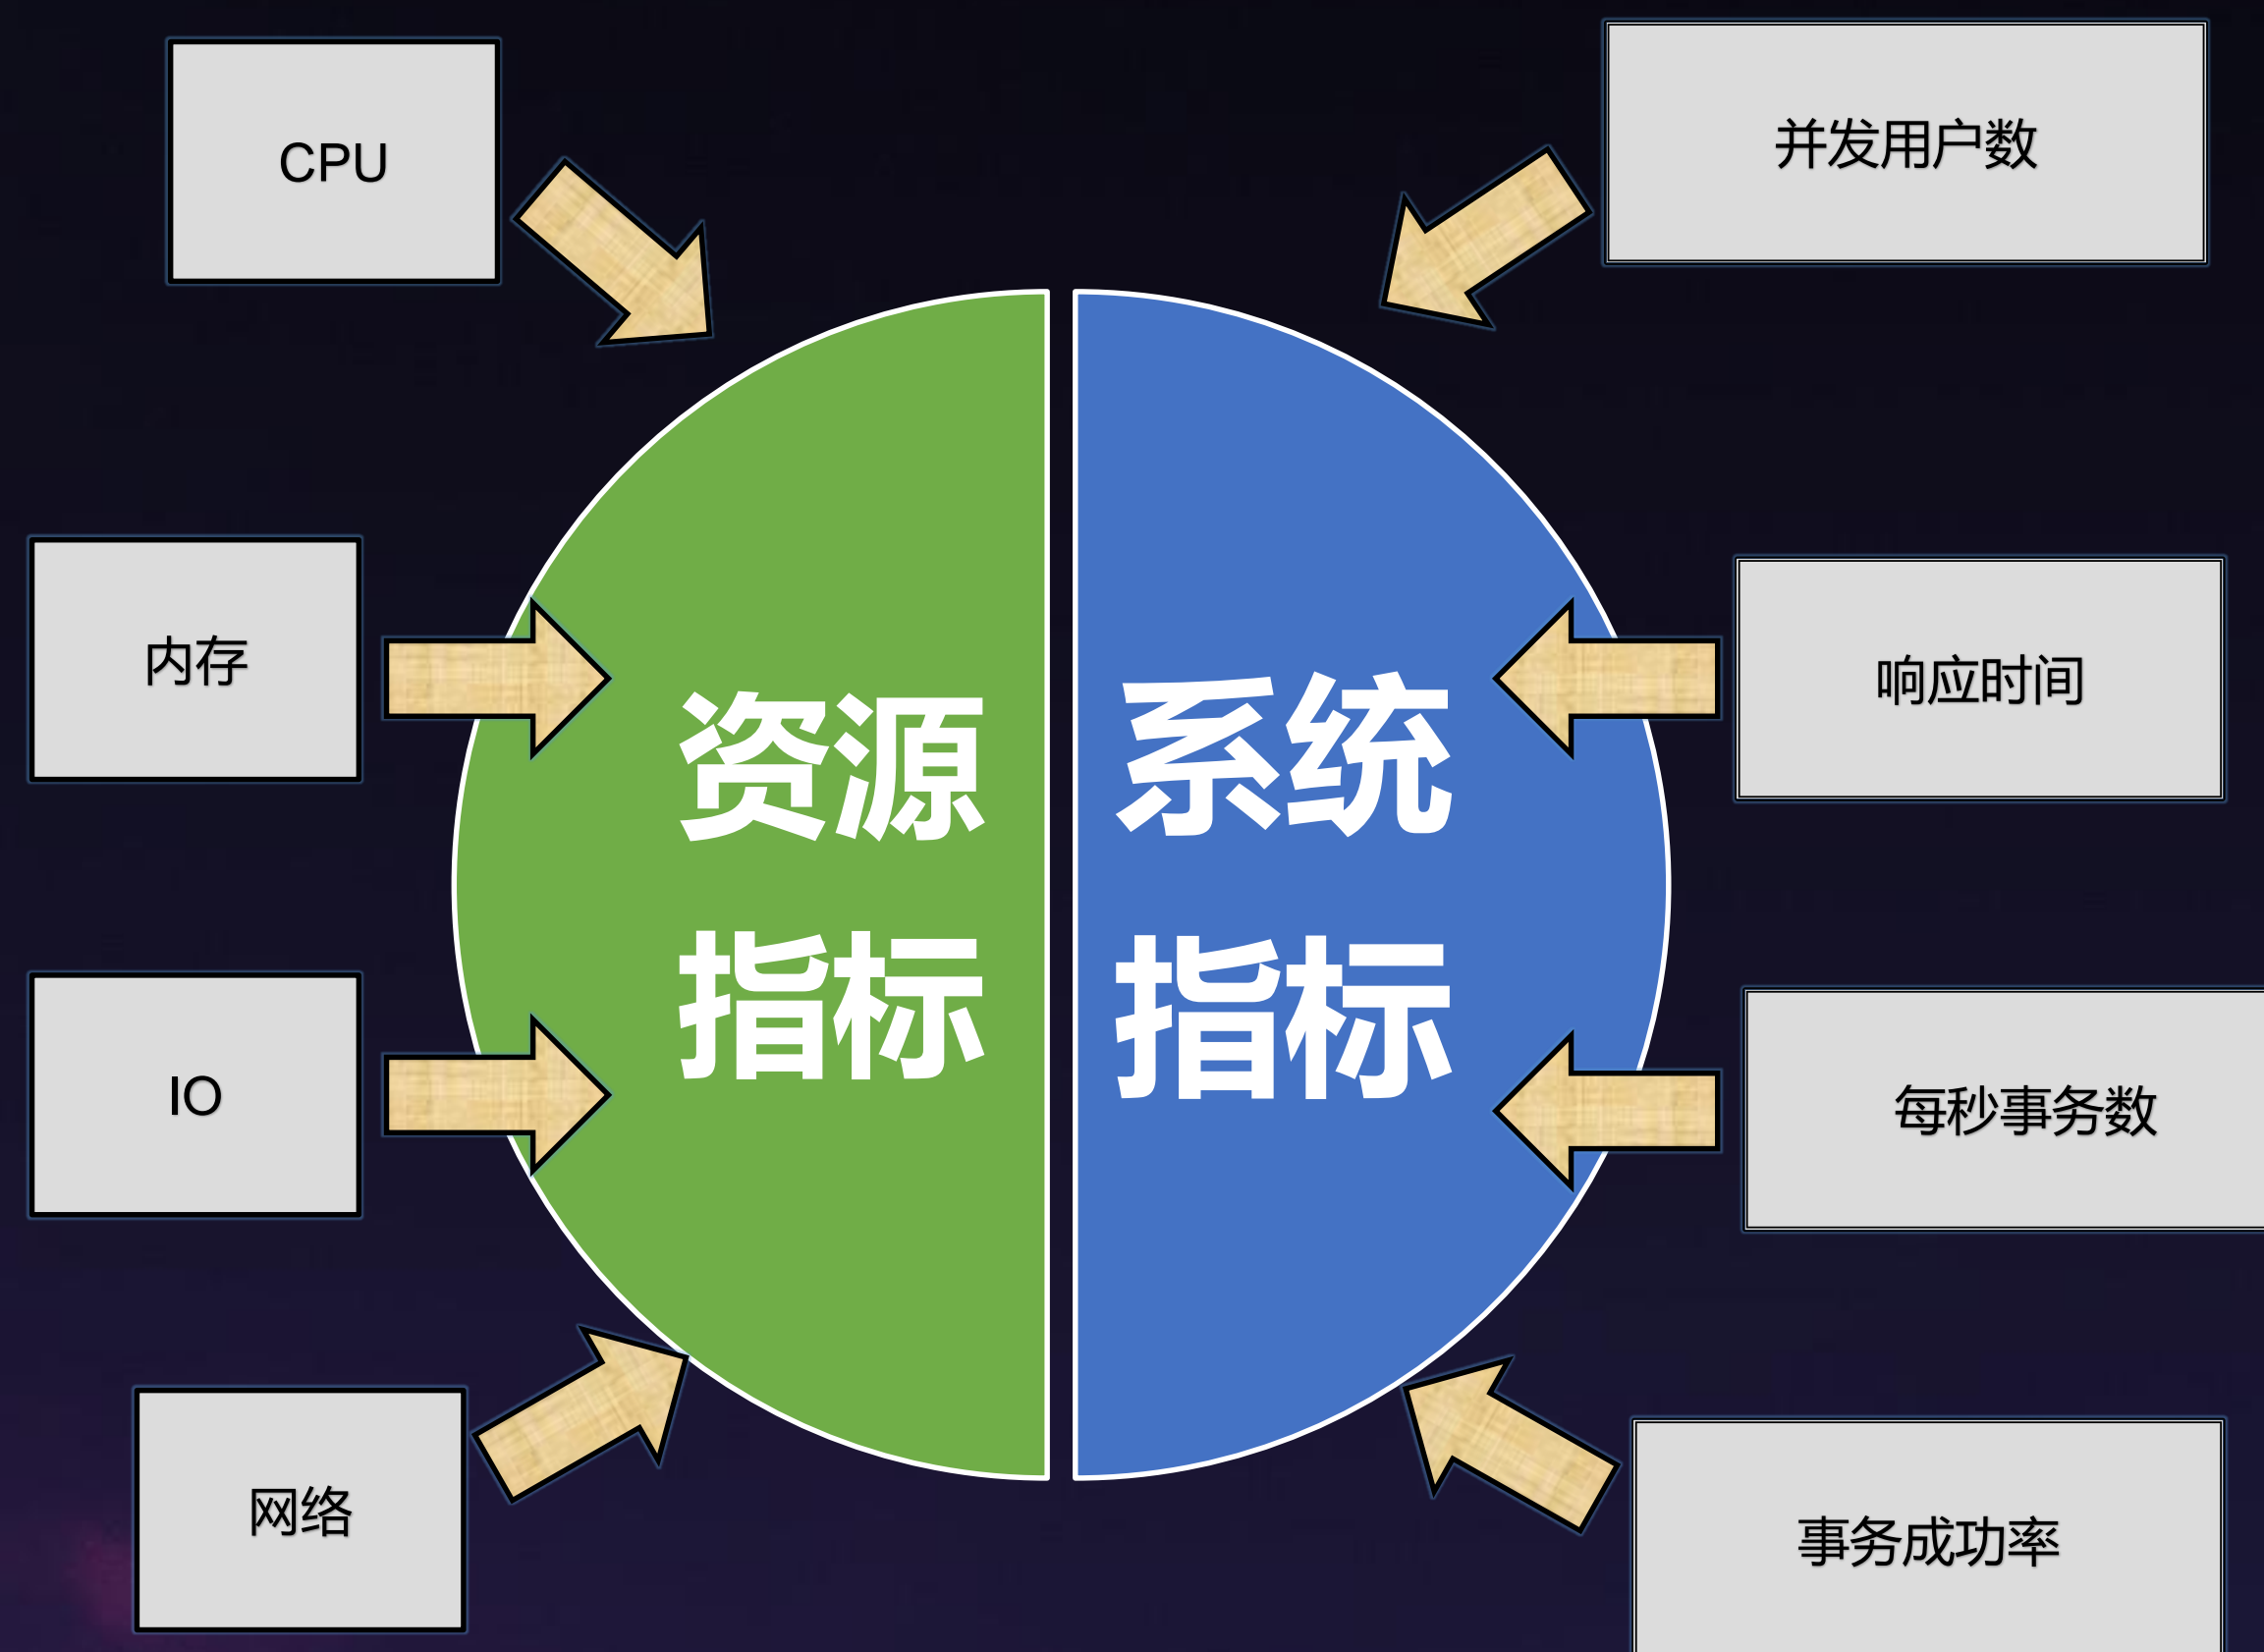 CPU
内存
IO
网络
资源
指标
系统
指标
并发用户数
响应时间
每秒事务数
事务成功率